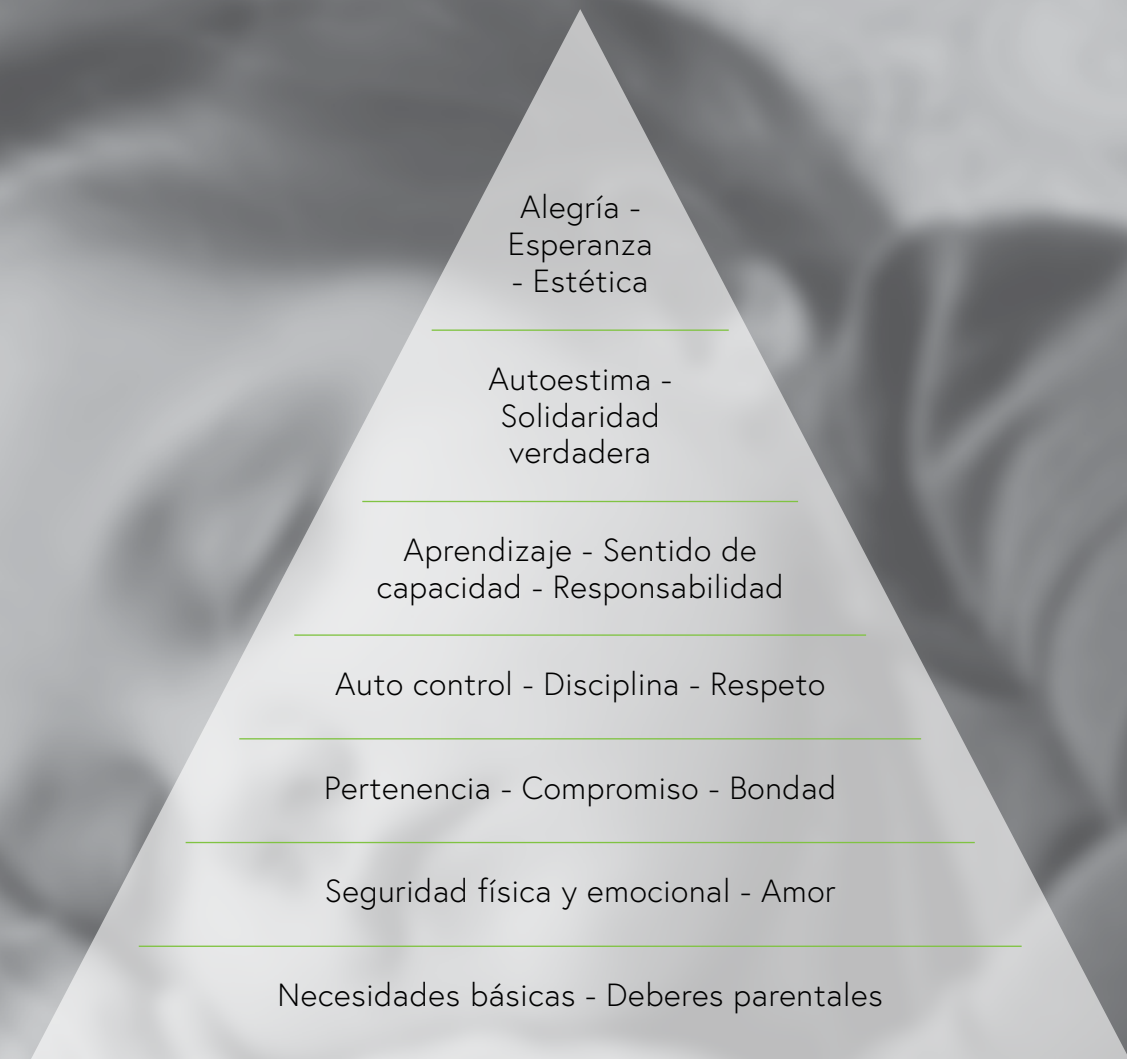 Alegría -
Esperanza
- Estética
Autoestima -
Solidaridad
verdadera
Aprendizaje - Sentido de
capacidad - Responsabilidad
Auto control - Disciplina - Respeto
Pertenencia - Compromiso - Bondad
Seguridad física y emocional - Amor
Necesidades básicas - Deberes parentales